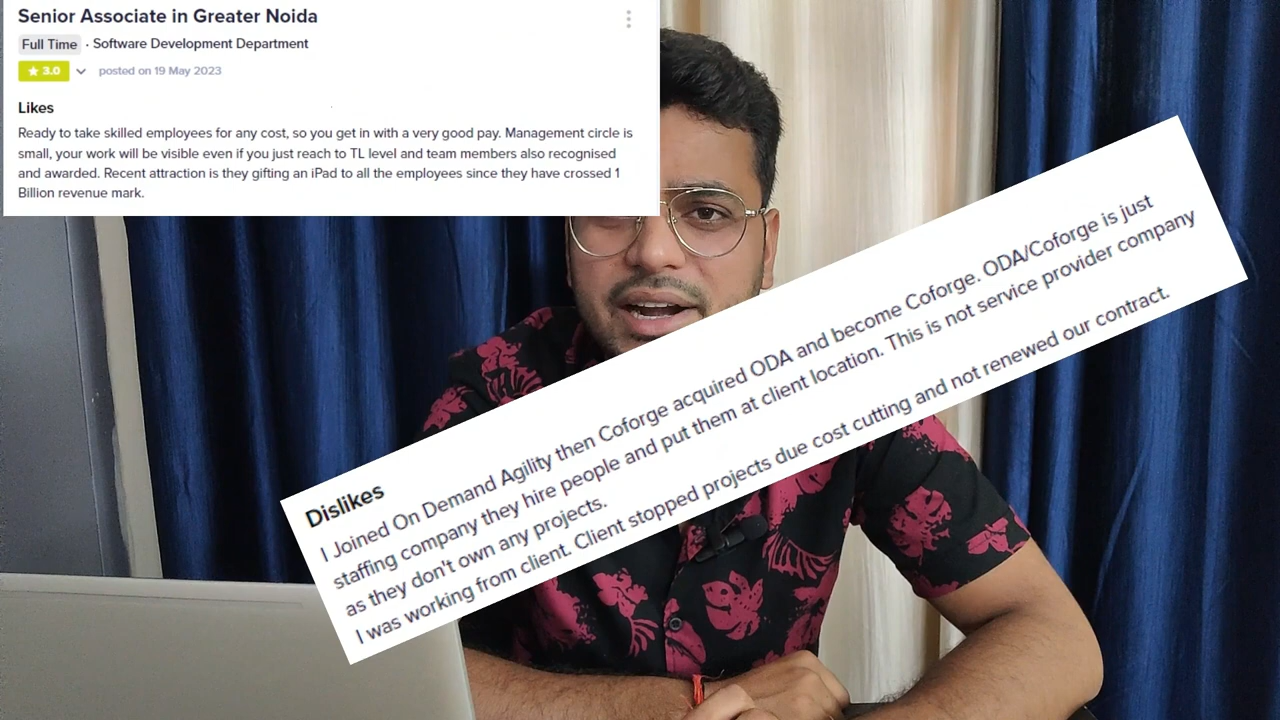 Senior Associate in Greater Noida
Full Time · Software Development Department
★ 3.0 posted on 19 May 2023
Likes
Ready to take skilled employees for any cost, so you get in with a very good pay. Management circle is
small, your work will be visible even if you just reach to TL level and team members also recognised
and awarded. Recent attraction is they gifting an iPad to all the employees since they have crossed 1
Billion revenue mark.
Dislikes
I Joined On Demand Agility then Coforge acquired ODA and become Coforge. ODA/Coforge is just
staffing company they hire people and put them at client location. This is not service provider company
as they don't own any projects.
I was working from client. Client stopped projects due cost cutting and not renewed our contract.